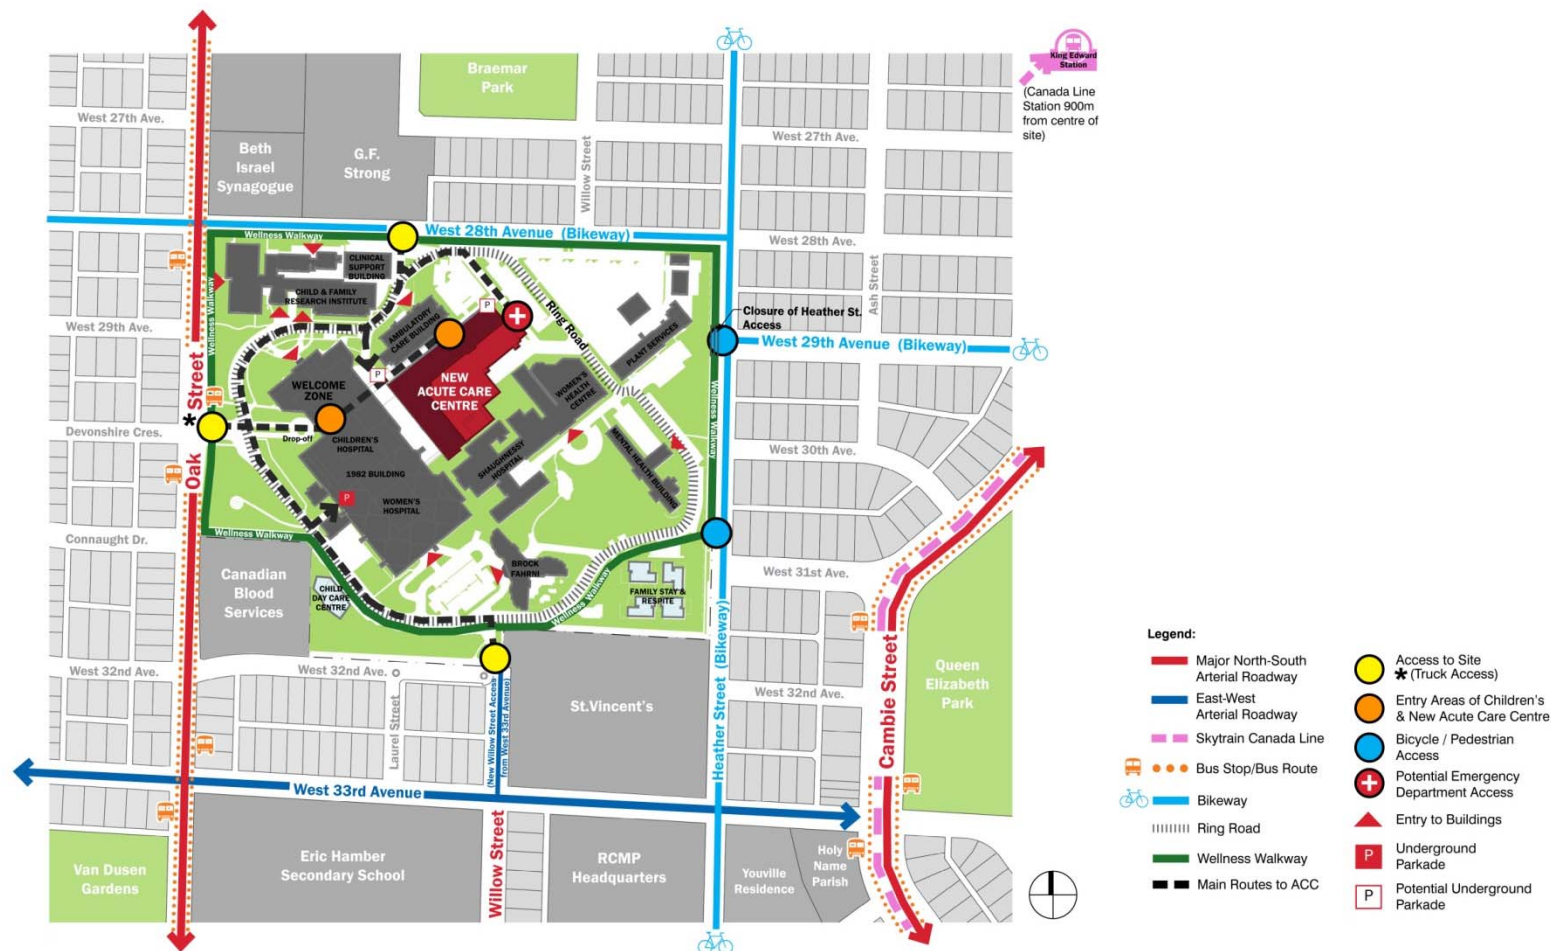 Braemar
Park
King Edward
Station
(Canada Line
Station 900m
from centre of
site)
West 27th Ave.
West 27th Ave.
Beth
Israel
Synagogue
G.F.
Strong
Willow Street
Wellness Walkway
West 28th Avenue (Bikeway)
West 28th Ave.
CLINICAL
SUPPORT
BUILDING
Ash Street
CHILD & FAMILY
RESEARCH INSTITUTE
Wellness Walkway
P
Ring Road
Closure of Heather St.
Access
West 29th Ave.
AMBULATORY
CARE BUILDING
West 29th Avenue (Bikeway)
PLANT SERVICES
P
WELCOME
ZONE
NEW
ACUTE CARE
CENTRE
WOMEN'S
HEALTH
CENTRE
Wellness Walkway
Oak Street
*
Devonshire Cres.
Drop-off
CHILDREN'S
HOSPITAL
1982 BUILDING
SHAUGHNESSY
HOSPITAL
MENTAL HEALTH BUILDING
West 30th Ave.
P
WOMEN'S
HOSPITAL
Wellness Walkway
Connaught Dr.
Canadian
Blood
Services
CHILD
DAY CARE
CENTRE
BROCK
FAHRNI
Wellness Walkway
FAMILY STAY &
RESPITE
West 31st Ave.
West 32nd Ave.
West 32nd Ave.
West 32nd Ave.
Laurel Street
(New Willow Street Access
from West 33rd Avenue)
St.Vincent's
Heather Street (Bikeway)
Cambie Street
Queen
Elizabeth
Park
West 33rd Avenue
Van Dusen
Gardens
Eric Hamber
Secondary School
Willow Street
RCMP
Headquarters
Youville
Residence
Holy
Name
Parish
Legend:
Major North-South
Arterial Roadway
East-West
Arterial Roadway
Skytrain Canada Line
Bus Stop/Bus Route
Bikeway
Ring Road
Wellness Walkway
Main Routes to ACC
Access to Site
* (Truck Access)
Entry Areas of Children's
& New Acute Care Centre
Bicycle / Pedestrian
Access
Potential Emergency
Department Access
Entry to Buildings
P
Underground
Parkade
P
Potential Underground
Parkade